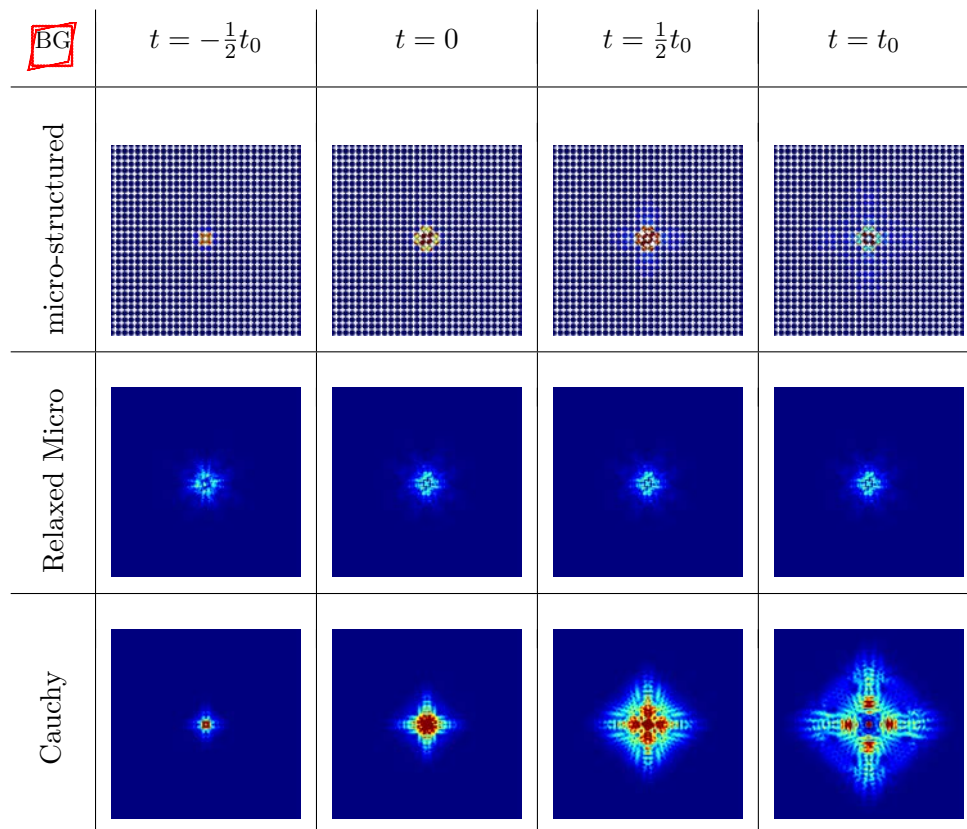 BG
t = −½t₀
t = 0
t = ½t₀
t = t₀
micro-structured
Relaxed Micro
Cauchy